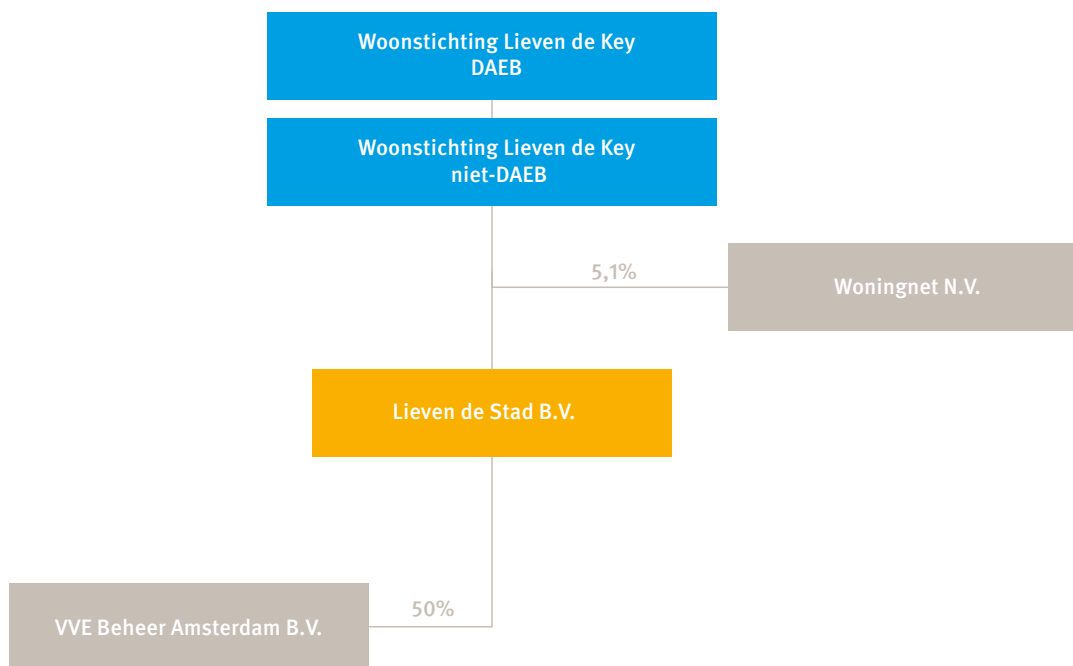 Woonstichting Lieven de Key
DAEB
Woonstichting Lieven de Key
niet-DAEB
5,1%
Woningnet N.V.
Lieven de Stad B.V.
50%
VVE Beheer Amsterdam B.V.